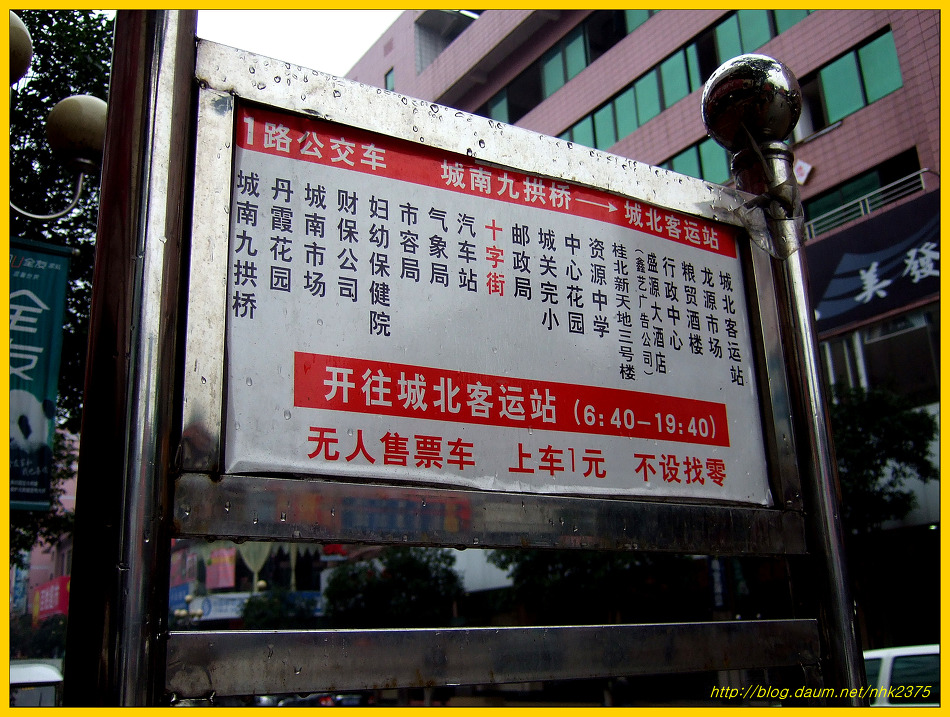 1路公交车 城南九拱桥→城北客运站
城南九拱桥
丹霞花园
城南市场
财保公司
妇幼保健院
市容局
气象局
汽车站
十字街
邮政局
城关完小
中心花园
资源中学
桂北新天地三号楼
(鑫艺广告公司)
盛源大酒店
行政中心
粮贸酒楼
龙源市场
城北客运站
开往城北客运站(6:40—19:40)
无人售票车 上车1元 不设找零
美發
全友
http://blog.daum.net/nhk2375